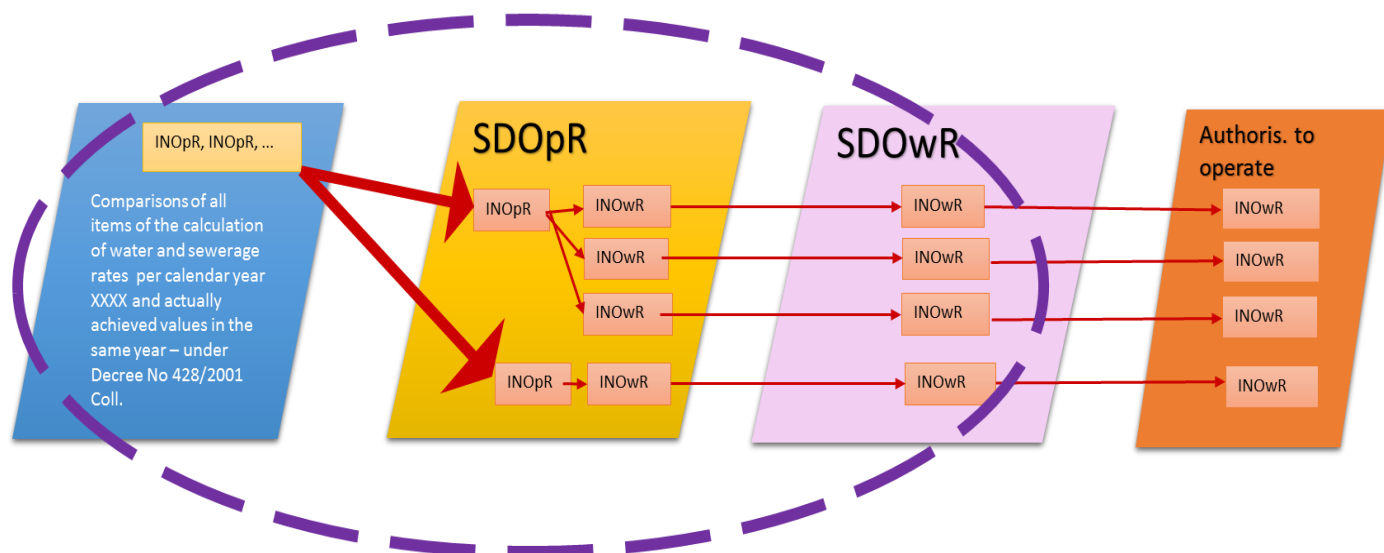 INOpR, INOpR, ...
Comparisons of all
items of the calculation
of water and sewerage
rates per calendar year
XXXX and actually
achieved values in the
same year – under
Decree No 428/2001
Coll.
SDOpR
INOpR
INOwR
INOwR
INOwR
INOpR
INOwR
SDOwR
INOwR
INOwR
INOwR
INOwR
Authoris. to
operate
INOwR
INOwR
INOwR
INOwR